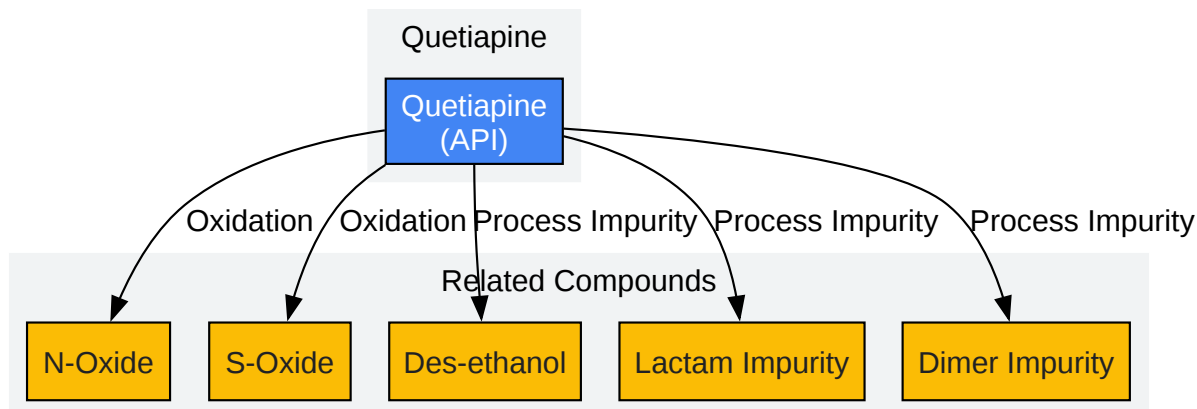 Quetiapine
Quetiapine
(API)
Oxidation
Oxidation
Process Impurity
Process Impurity
Process Impurity
Related Compounds
N-Oxide
S-Oxide
Des-ethanol
Lactam Impurity
Dimer Impurity